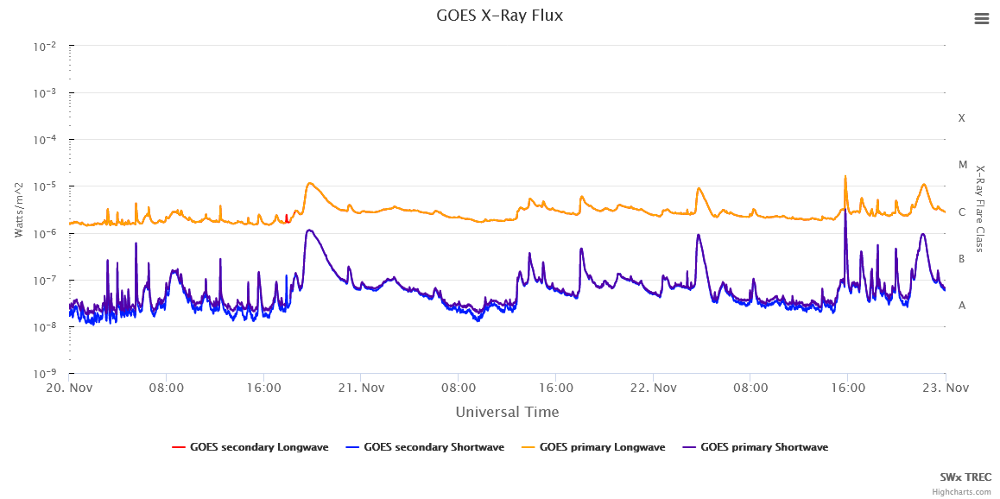 GOES X-Ray Flux
10-2
10-3
10-4
10-5
10-6
10-7
10-8
10-9
Watts/m^2
X
M
C
B
A
X-Ray Flare Class
20. Nov
08:00
16:00
21. Nov
08:00
16:00
22. Nov
08:00
16:00
23. Nov
Universal Time
GOES secondary Longwave
GOES secondary Shortwave
GOES primary Longwave
GOES primary Shortwave
SWx TREC
Highcharts.com